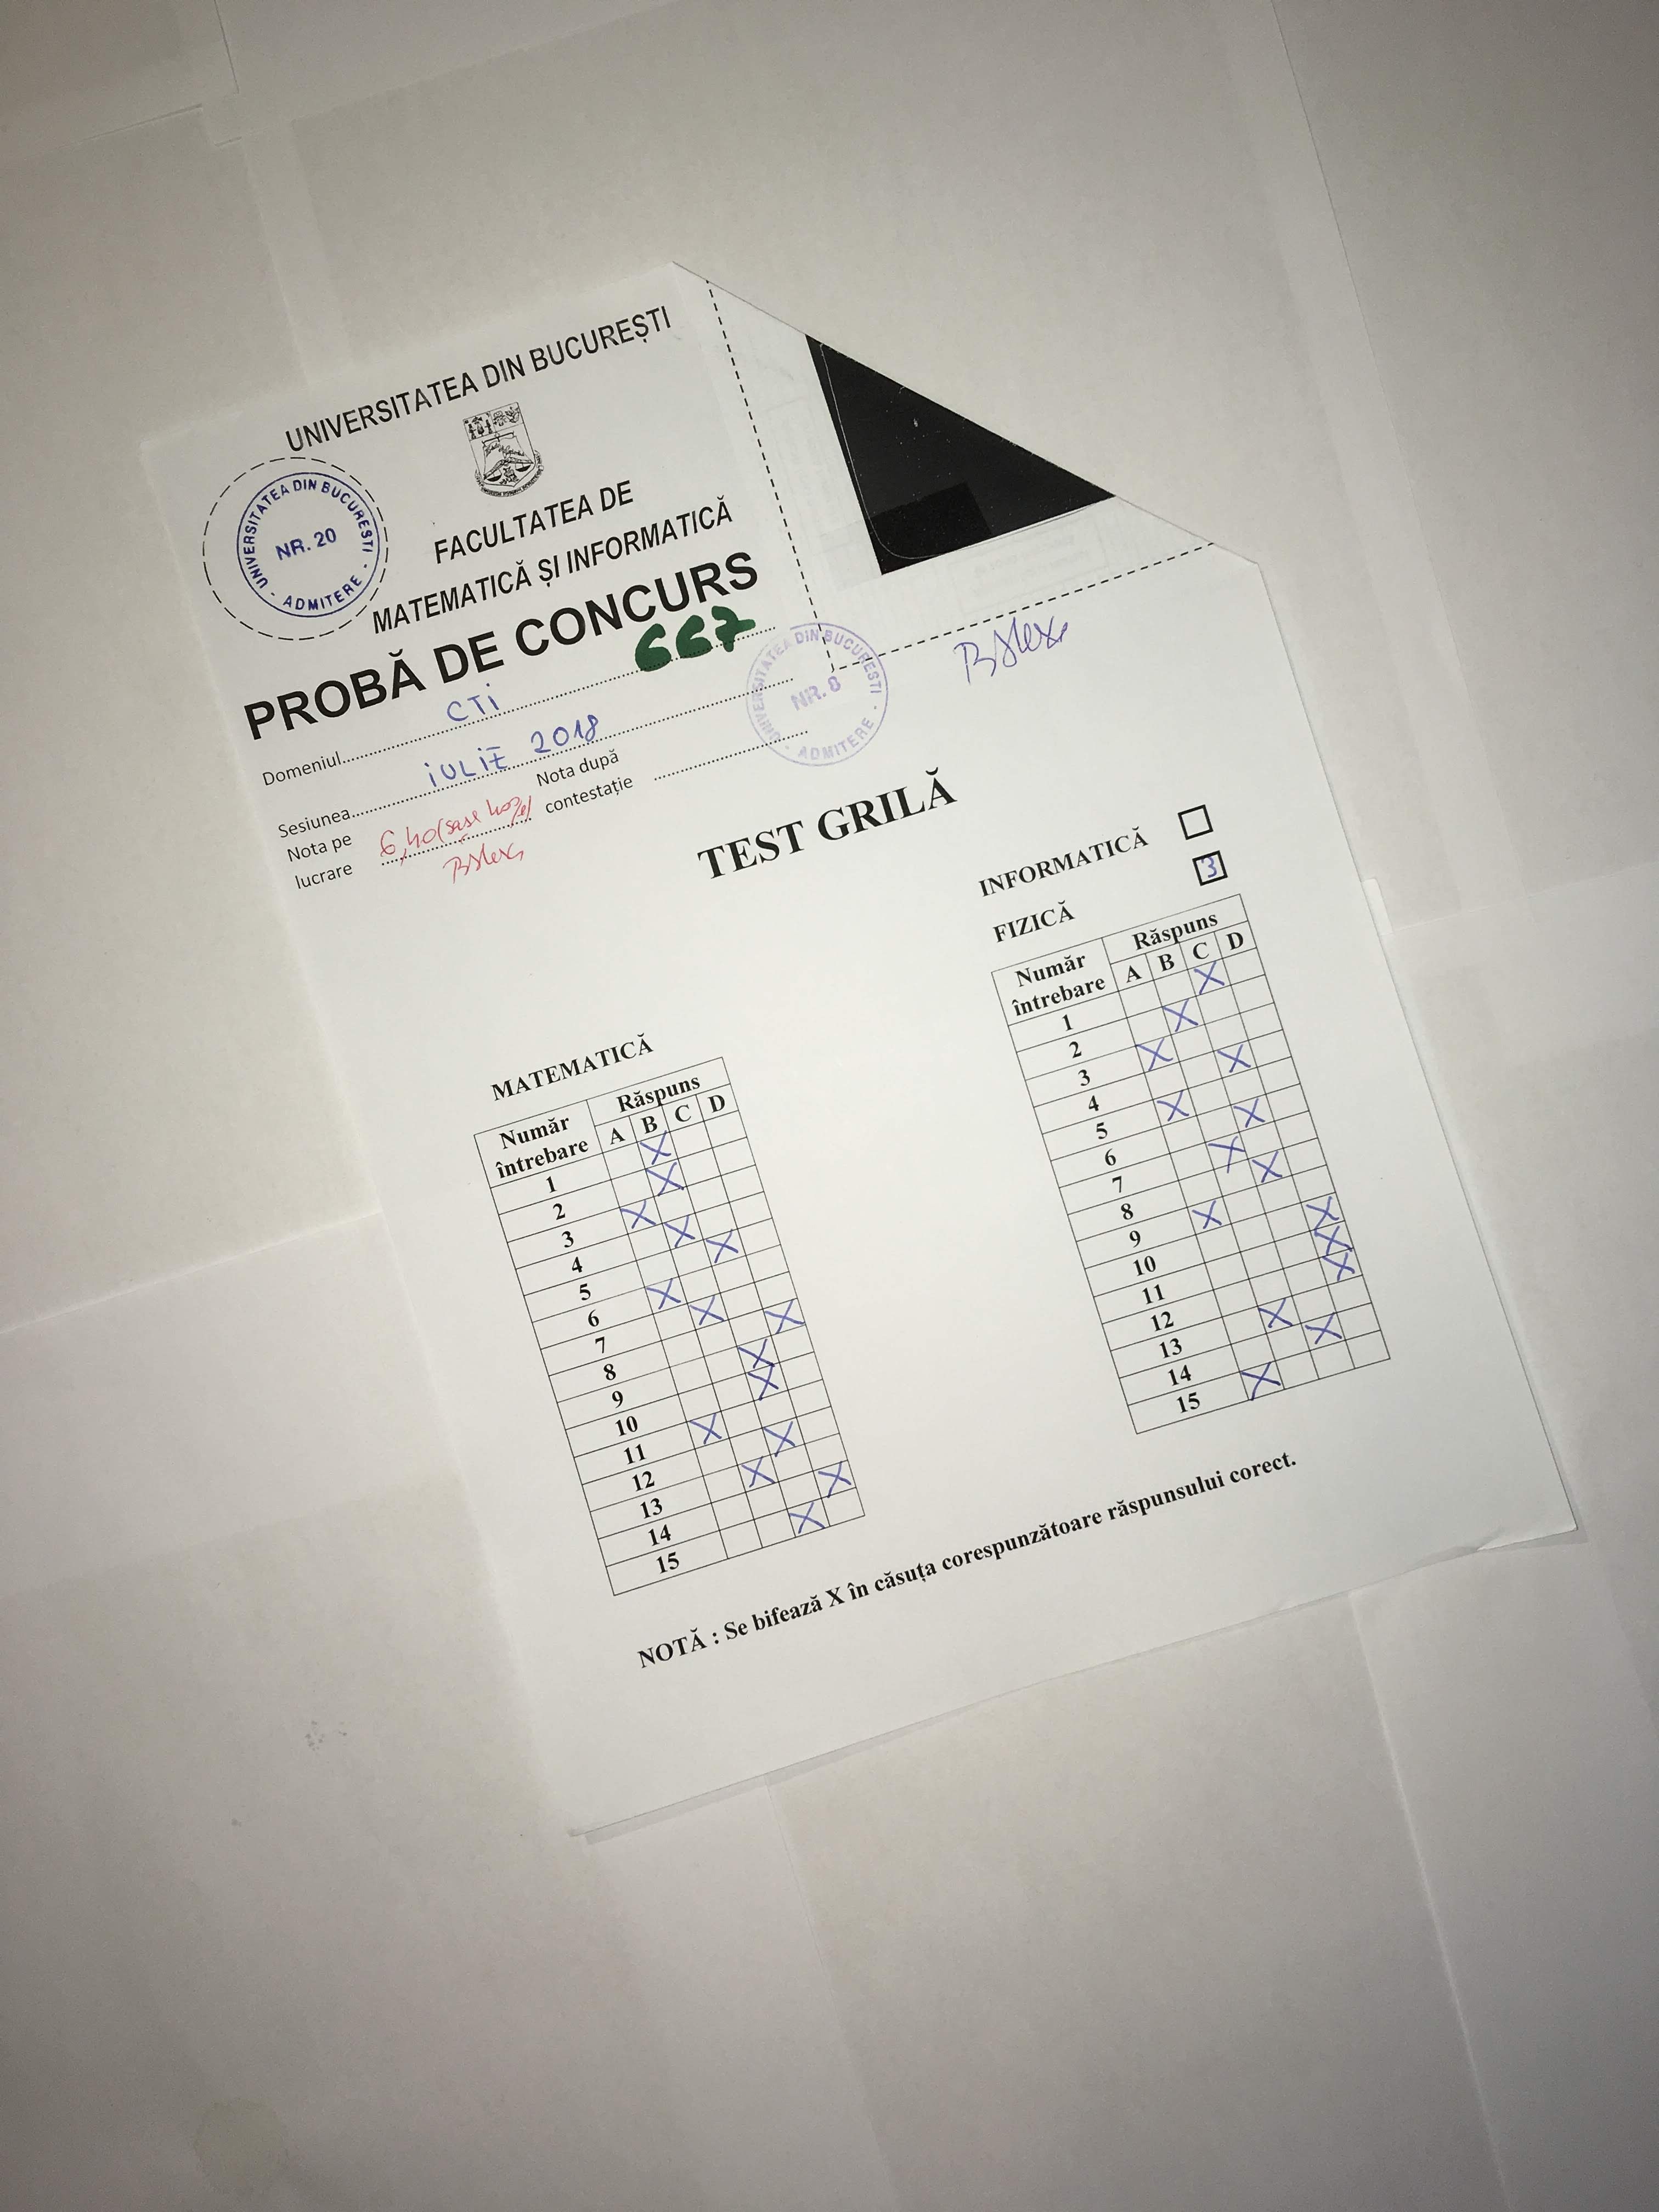 UNIVERSITATEA DIN BUCUREȘTI
UNIVERSITATEA DIN BUCURESTI - ADMITERE -
NR. 20
FACULTATEA DE
MATEMATICĂ ȘI INFORMATICĂ
PROBĂ DE CONCURS
667
Domeniul CTi
Sesiunea iULiE 2018
Nota pe lucrare 6,40 (șase 40%)
Nota după contestație
UNIVERSITATEA DIN BUCURESTI - ADMITERE -
NR. 8
TEST GRILĂ
INFORMATICĂ
FIZICĂ 3
MATEMATICĂ
Număr întrebare Răspuns
A B C D
1 X
2 X
3 X
4 X
5 X
6 X
7 X
8 X
9 X
10 X
11 X
12 X
13 X
14 X
15 X
Număr întrebare Răspuns
A B C D
1 X
2 X
3 X
4 X
5 X
6 X
7 X
8 X
9 X
10 X
11 X
12 X
13 X
14 X
15 X
NOTĂ : Se bifează X în căsuța corespunzătoare răspunsului corect.